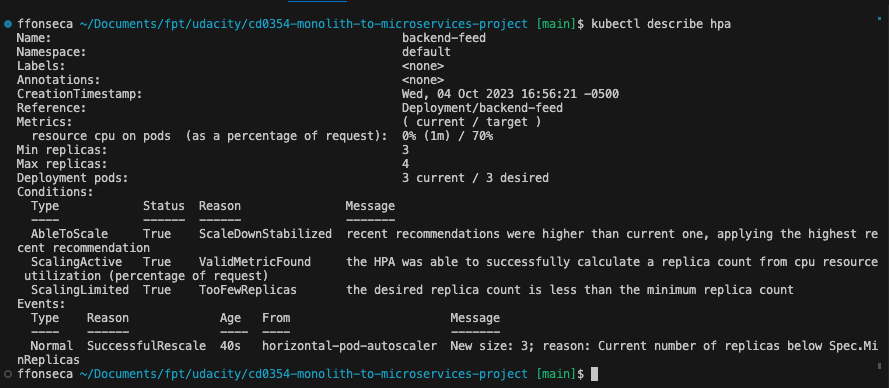 ffonseca ~/Documents/fpt/udacity/cd0354-monolith-to-microservices-project [main]$ kubectl describe hpa
Name:                                                  backend-feed
Namespace:                                             default
Labels:                                                <none>
Annotations:                                           <none>
CreationTimestamp:                                     Wed, 04 Oct 2023 16:56:21 -0500
Reference:                                             Deployment/backend-feed
Metrics:                                               ( current / target )
  resource cpu on pods  (as a percentage of request):  0% (1m) / 70%
Min replicas:                                          3
Max replicas:                                          4
Deployment pods:                                       3 current / 3 desired
Conditions:
  Type            Status  Reason               Message
  ----            ------  ------               -------
  AbleToScale     True    ScaleDownStabilized  recent recommendations were higher than current one, applying the highest re
cent recommendation
  ScalingActive   True    ValidMetricFound     the HPA was able to successfully calculate a replica count from cpu resource
 utilization (percentage of request)
  ScalingLimited  True    TooFewReplicas       the desired replica count is less than the minimum replica count
Events:
  Type    Reason             Age   From                       Message
  ----    ------             ----  ----                       -------
  Normal  SuccessfulRescale  40s   horizontal-pod-autoscaler  New size: 3; reason: Current number of replicas below Spec.Mi
nReplicas
ffonseca ~/Documents/fpt/udacity/cd0354-monolith-to-microservices-project [main]$